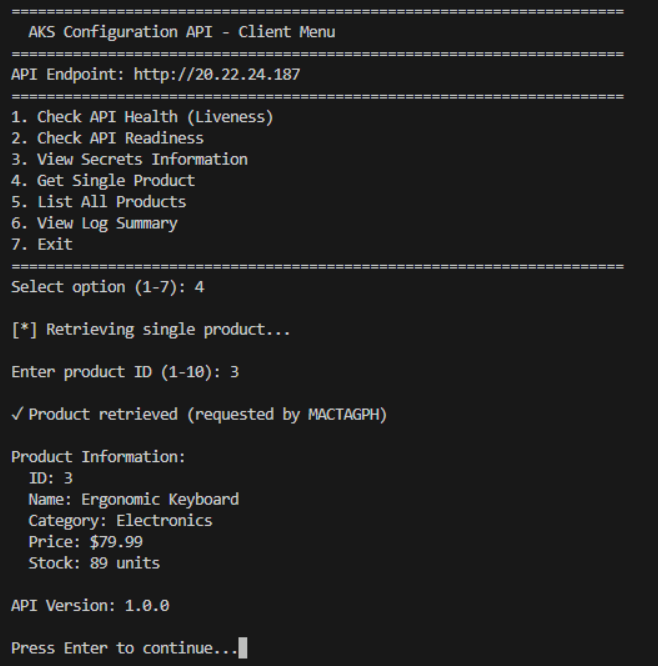 ======================================================================
AKS Configuration API - Client Menu
======================================================================
API Endpoint: http://20.22.24.187
======================================================================
1. Check API Health (Liveness)
2. Check API Readiness
3. View Secrets Information
4. Get Single Product
5. List All Products
6. View Log Summary
7. Exit
======================================================================
Select option (1-7): 4
[*] Retrieving single product...
Enter product ID (1-10): 3
✓ Product retrieved (requested by MACTAGPH)
Product Information:
ID: 3
Name: Ergonomic Keyboard
Category: Electronics
Price: $79.99
Stock: 89 units
API Version: 1.0.0
Press Enter to continue...